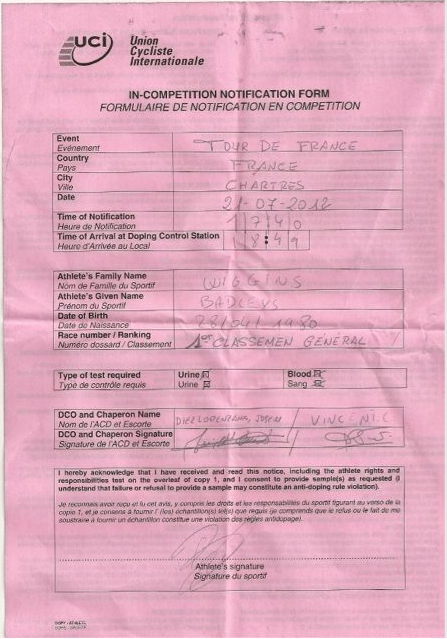 uci Union
Cycliste
Internationale
IN-COMPETITION NOTIFICATION FORM
FORMULAIRE DE NOTIFICATION EN COMPETITION
Event
Evénement TOUR DE FRANCE
Country
Pays FRANCE
City
Ville CHARTRES
Date 21-07-2012
Time of Notification
Heure de Notification 1740
Time of Arrival at Doping Control Station
Heure d'Arrivée au Local 18:49
Athlete's Family Name
Nom de Famille du Sportif WIGGINS
Athlete's Given Name
Prénom du Sportif
Date of Birth
Date de Naissance 28/04/1980
Race number / Ranking
Numéro dossard / Classement 1er CLASSEMEN GÉNÉRAL
Type of test required Urine Blood
Type de contrôle requis Urine Sang
DCO and Chaperon Name
Nom de l'ACD et Escorte VINCENT.C
DCO and Chaperon Signature
Signature de l'ACD et Escorte
I hereby acknowledge that I have received and read this notice, including the athlete rights and
responsibilities test on the overleaf of copy 1, and I consent to provide sample(s) as requested (I
understand that failure or refusal to provide a sample may constitute an anti-doping rule violation).
Je reconnais avoir reçu et lu cet avis, y compris les droits et les responsabilités du sportif figurant au verso de la
copie 1, et je consens à fournir l'(les) échantillon(s) tel(s) que requis (je comprends que le refus ou le fait de me
soustraire à fournir un échantillon constitue une violation des règles antidopage).
Athlete's signature
Signature du sportif
COPY - ATHLETE